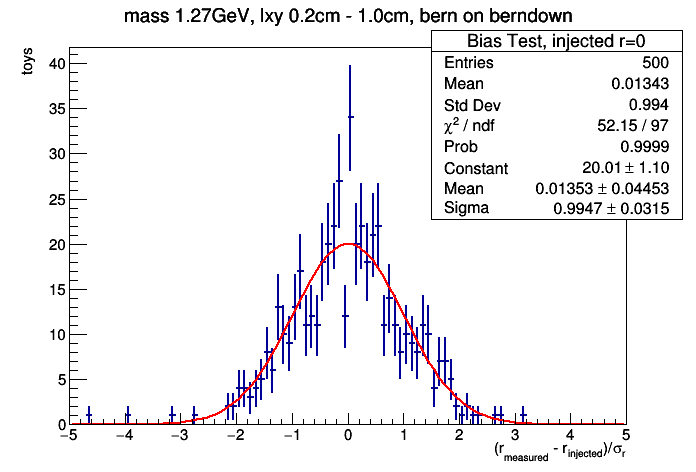 mass 1.27GeV, lxy 0.2cm - 1.0cm, bern on berndown
toys
Bias Test, injected r=0
Entries 500
Mean 0.01343
Std Dev 0.994
χ² / ndf 52.15 / 97
Prob 0.9999
Constant 20.01 ± 1.10
Mean 0.01353 ± 0.04453
Sigma 0.9947 ± 0.0315
40
35
30
25
20
15
10
5
0
−5 −4 −3 −2 −1 0 1 2 3 4 5
(r_measured - r_injected)/σ_r